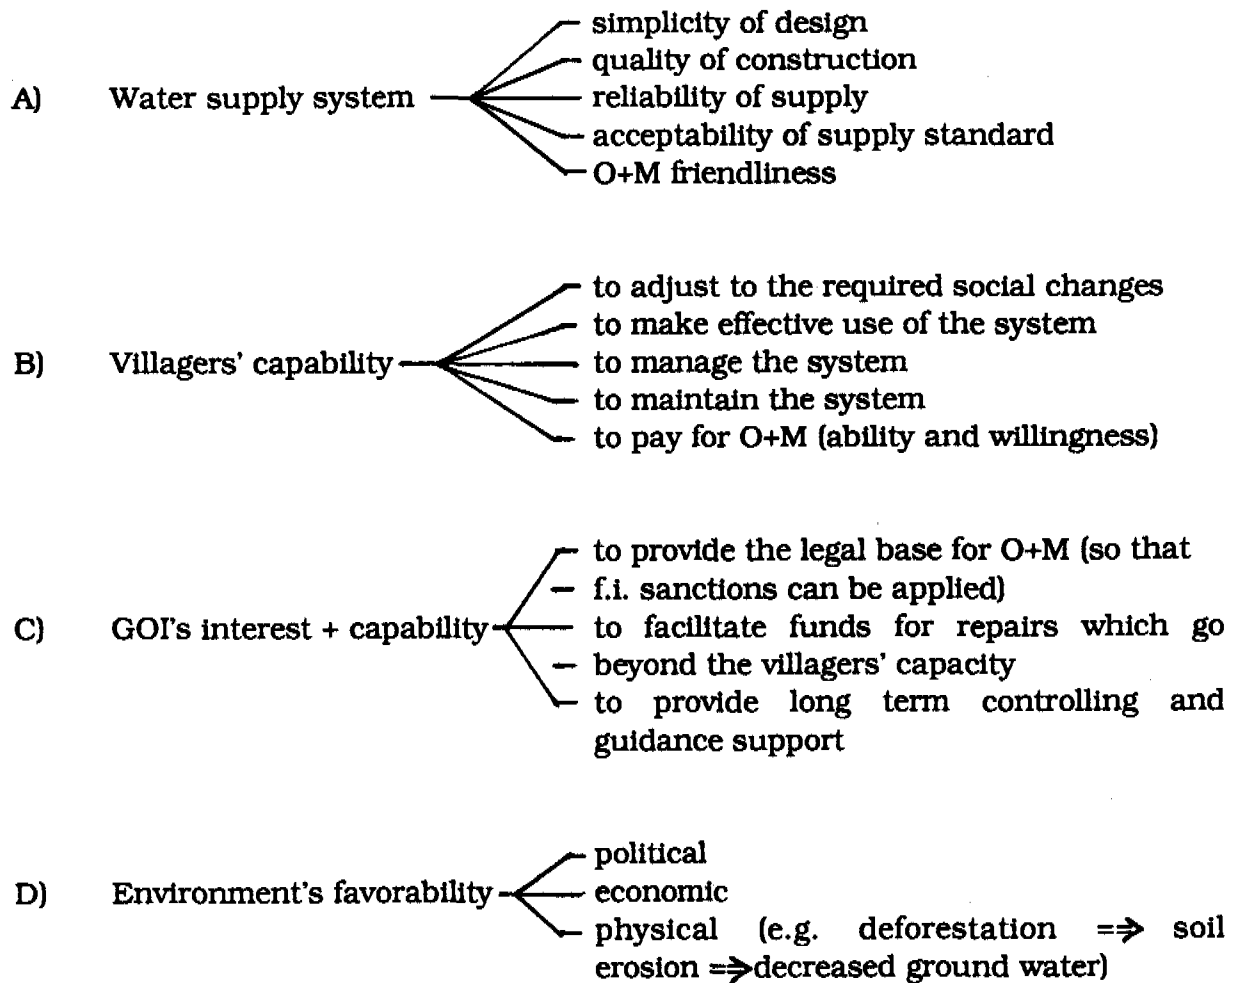 simplicity of design
quality of construction
A) Water supply system — reliability of supply
acceptability of supply standard
O+M friendliness
to adjust to the required social changes
to make effective use of the system
B) Villagers' capability — to manage the system
to maintain the system
to pay for O+M (ability and willingness)
to provide the legal base for O+M (so that
– f.i. sanctions can be applied)
C) GOI's interest + capability — to facilitate funds for repairs which go
– beyond the villagers' capacity
to provide long term controlling and
guidance support
political
D) Environment's favorability — economic
physical (e.g. deforestation ==> soil
erosion ==>decreased ground water)